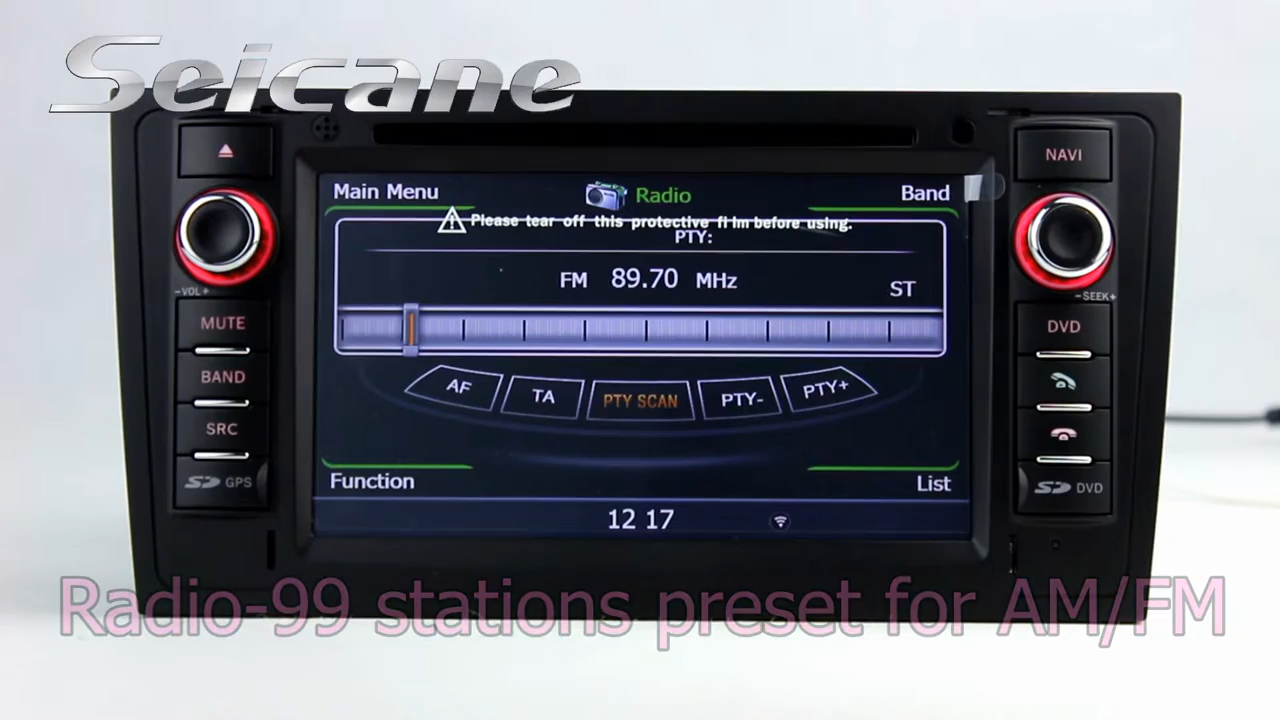 Seicane
NAVI
Main Menu
Radio
Band
⚠ Please tear off this protective film before using.
PTY:
FM 89.70 MHz
ST
-VOL+
-SEEK+
MUTE
DVD
BAND
AF
TA
PTY SCAN
PTY-
PTY+
SRC
SD GPS
Function
List
SD DVD
12 17
Radio-99 stations preset for AM/FM